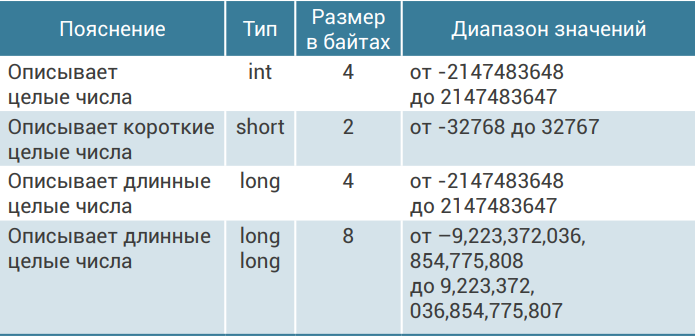 Пояснение Тип Размер в байтах Диапазон значений
Описывает int 4 от -2147483648
целые числа до 2147483647
Описывает короткие short 2 от -32768 до 32767
целые числа
Описывает длинные long 4 от -2147483648
целые числа до 2147483647
Описывает длинные long 8 от –9,223,372,036,
целые числа long 854,775,808
до 9,223,372,
036,854,775,807